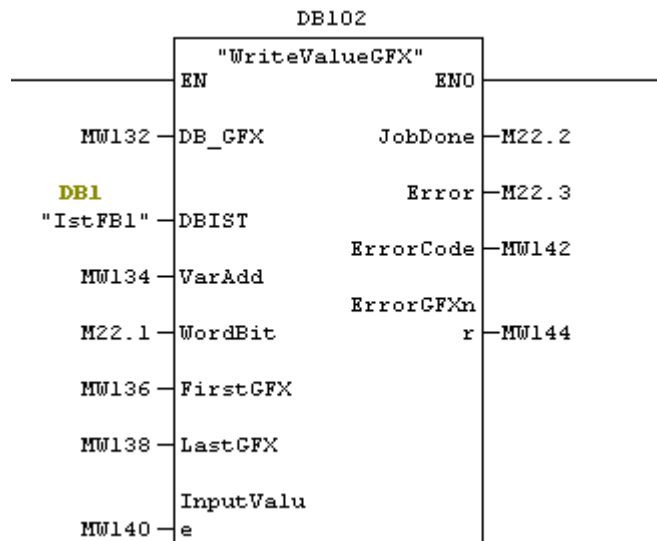 DB102
"WriteValueGFX"
EN ENO
MW132 DB_GFX JobDone M22.2
DB1 Error M22.3
"IstFB1" DBIST
ErrorCode MW142
MW134 VarAdd
ErrorGFXn
M22.1 WordBit r MW144
MW136 FirstGFX
MW138 LastGFX
InputValu
MW140 e